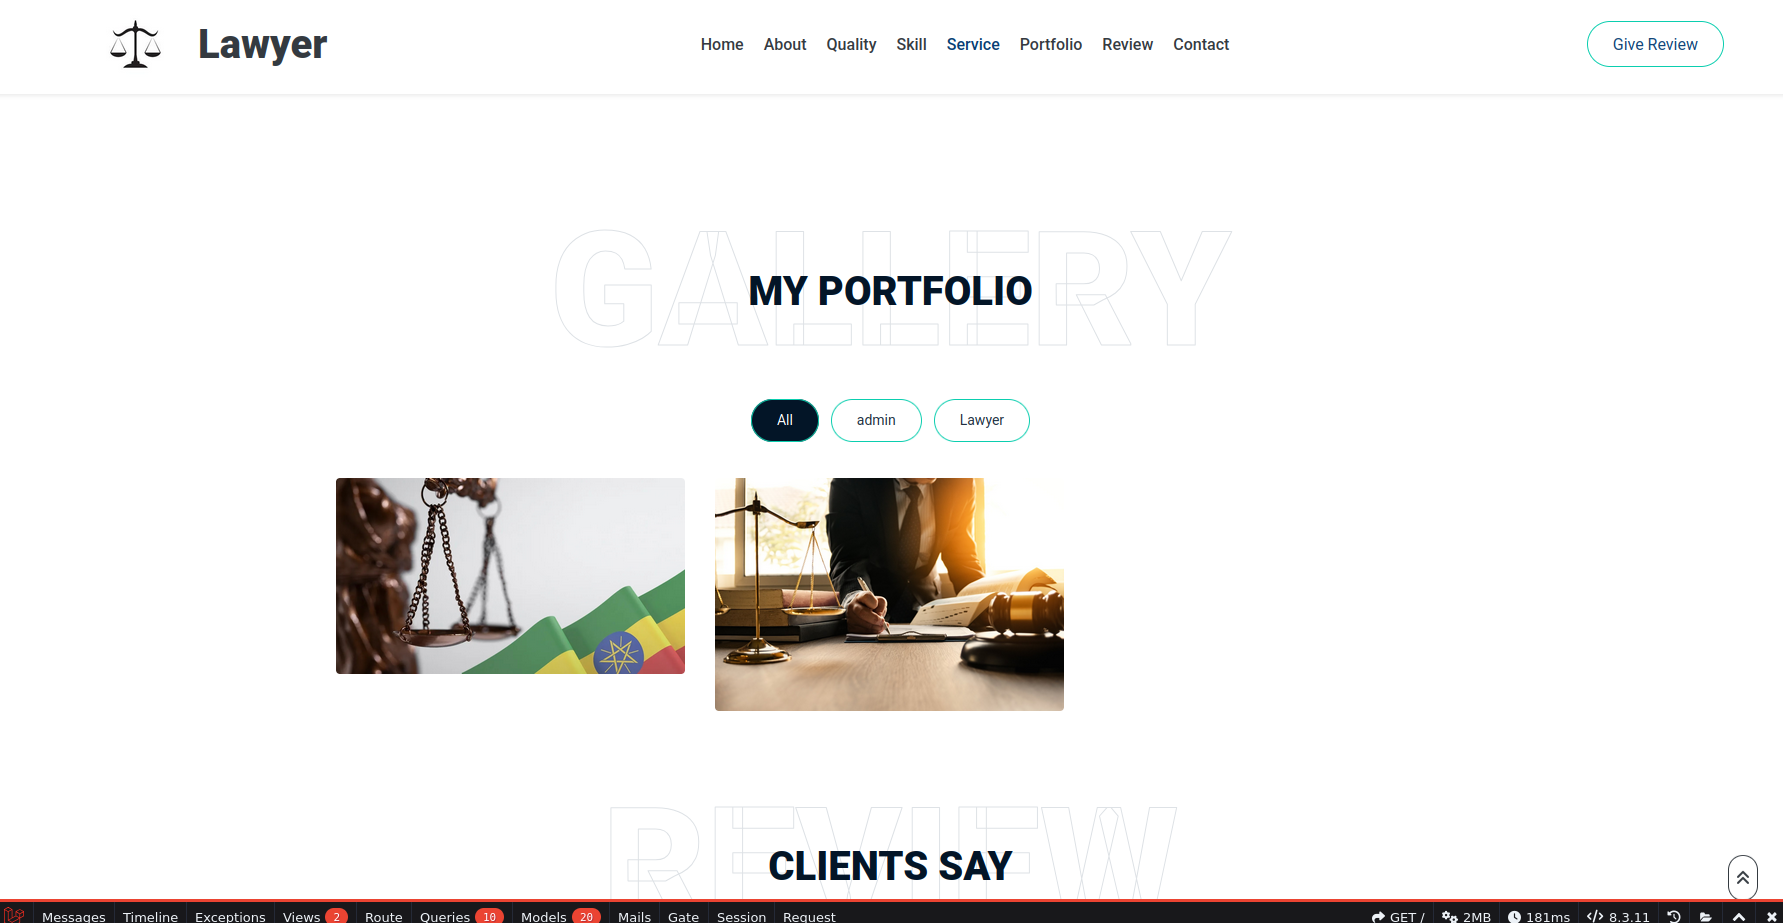 Lawyer
Home About Quality Skill Service Portfolio Review Contact
Give Review
GALLERY
MY PORTFOLIO
All admin Lawyer
REVIEW
CLIENTS SAY
Messages Timeline Exceptions Views 2 Route Queries 10 Models 20 Mails Gate Session Request GET / 2MB 181ms 8.3.11